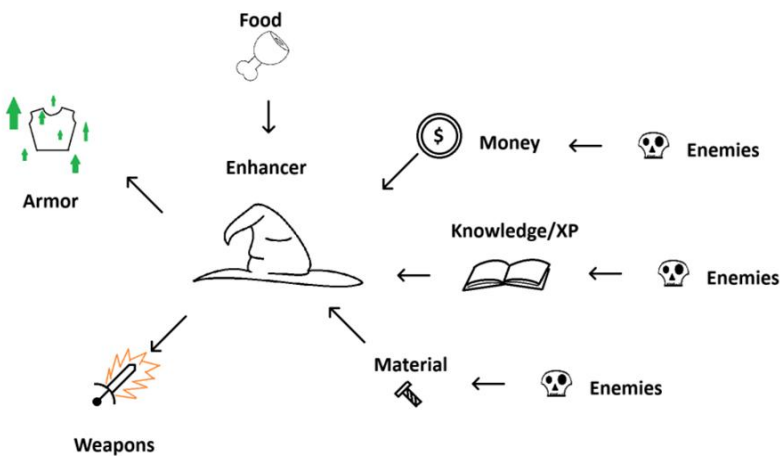 Food
Enhancer
Armor
$
Money
Enemies
Knowledge/XP
Enemies
Material
Enemies
Weapons